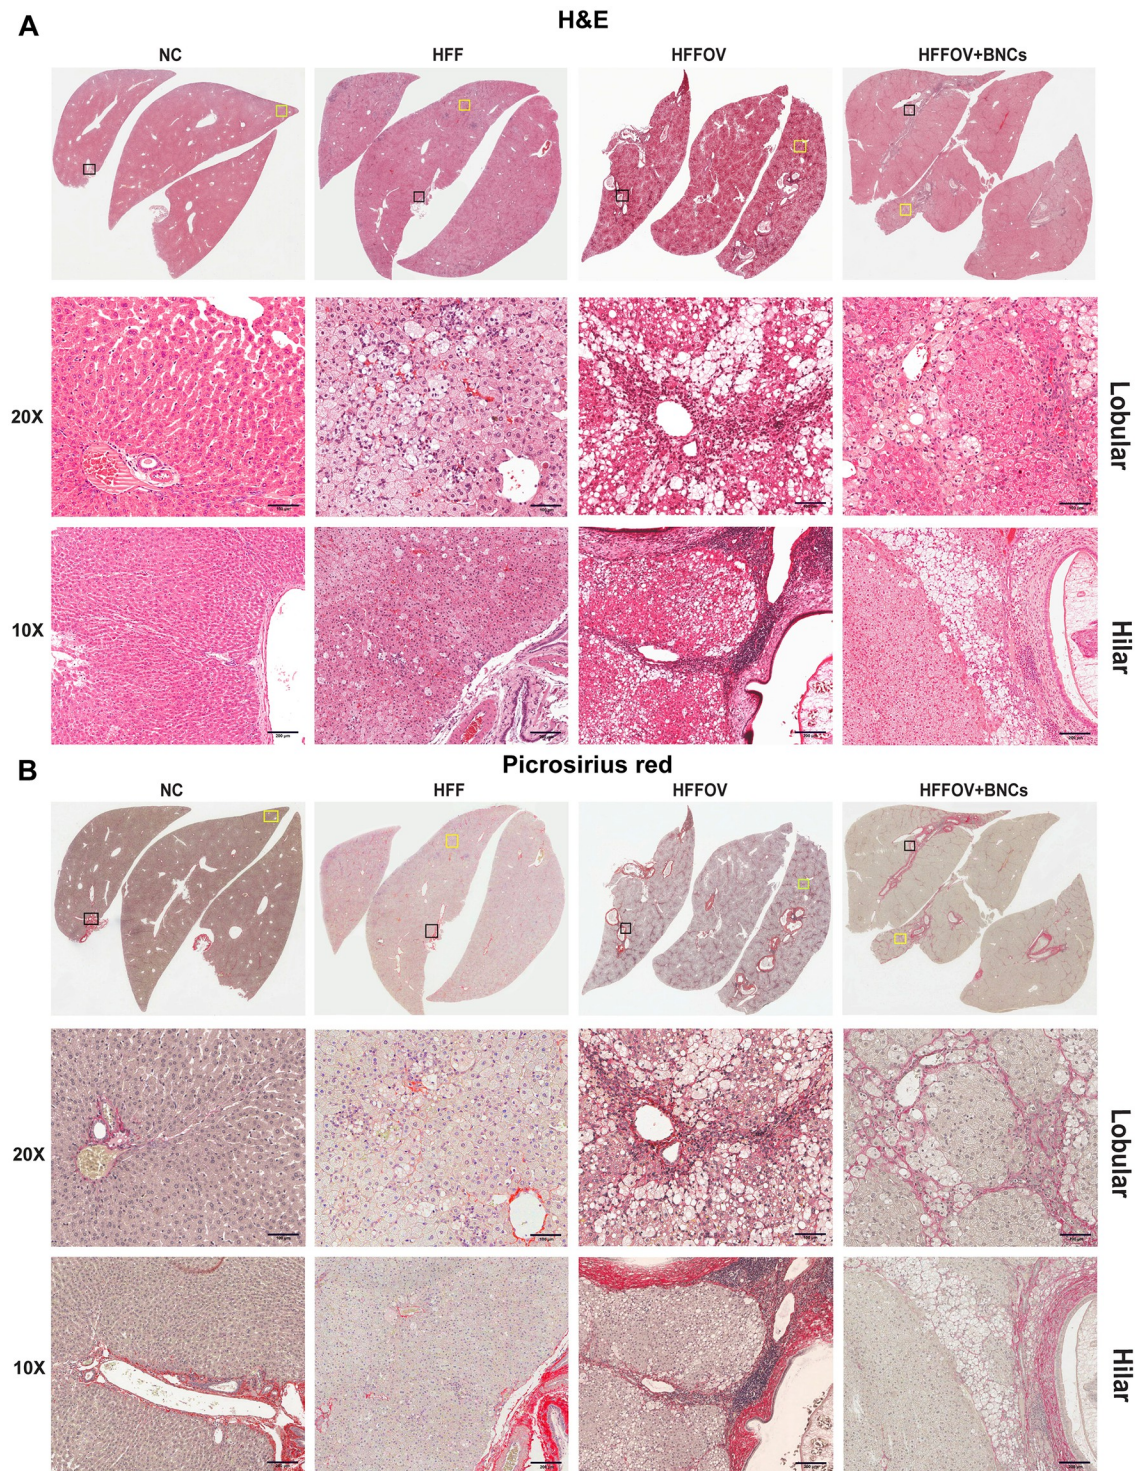 A
H&E
NC HFF HFFOV HFFOV+BNCs
20X
Lobular
10X
Hilar
B
Picrosirius red
NC HFF HFFOV HFFOV+BNCs
20X
Lobular
10X
Hilar